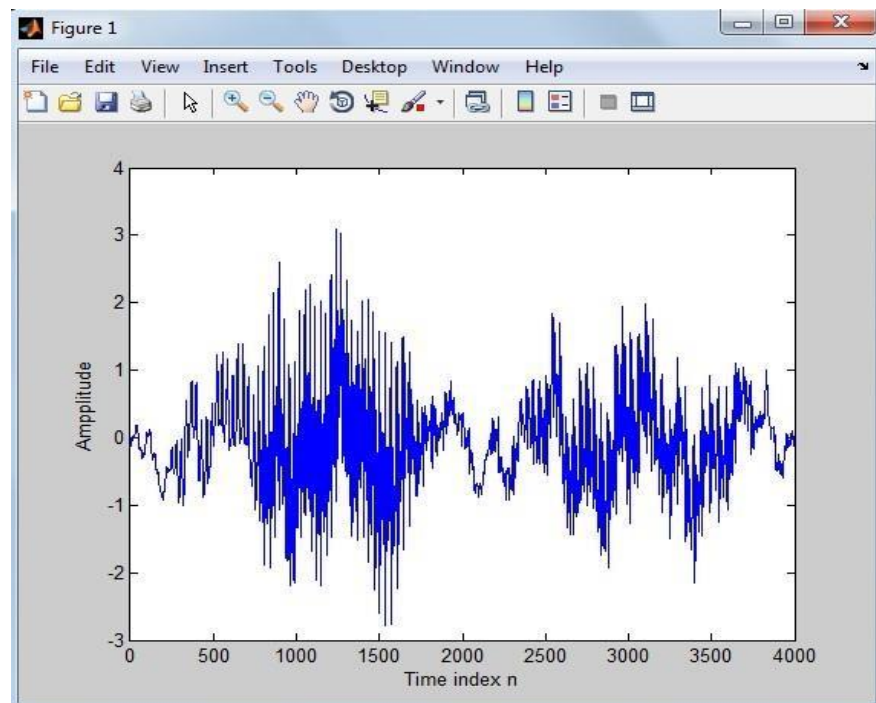 Figure 1
File Edit View Insert Tools Desktop Window Help
4
3
2
1
0
-1
-2
-3
Ampplitude
0 500 1000 1500 2000 2500 3000 3500 4000
Time index n